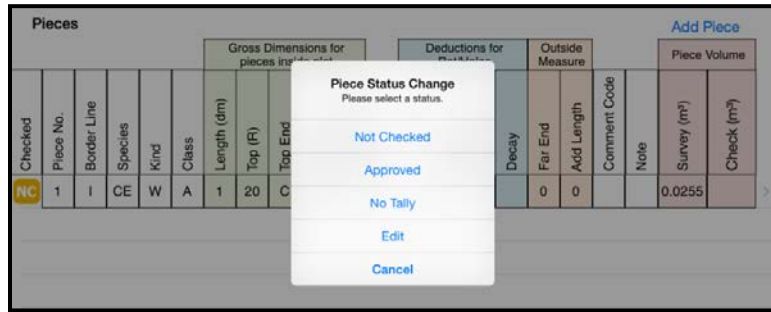 Pieces
Add Piece
Gross Dimensions for
pieces inside plot
Deductions for
Outside
Measure
Piece Volume
Checked
Piece No.
Border Line
Species
Kind
Class
Length (dm)
Top (R)
Top End
Decay
Far End
Add Length
Comment Code
Note
Survey (m³)
Check (m³)
NC 1 I CE W A 1 20 C 0 0 0.0255
Piece Status Change
Please select a status.
Not Checked
Approved
No Tally
Edit
Cancel